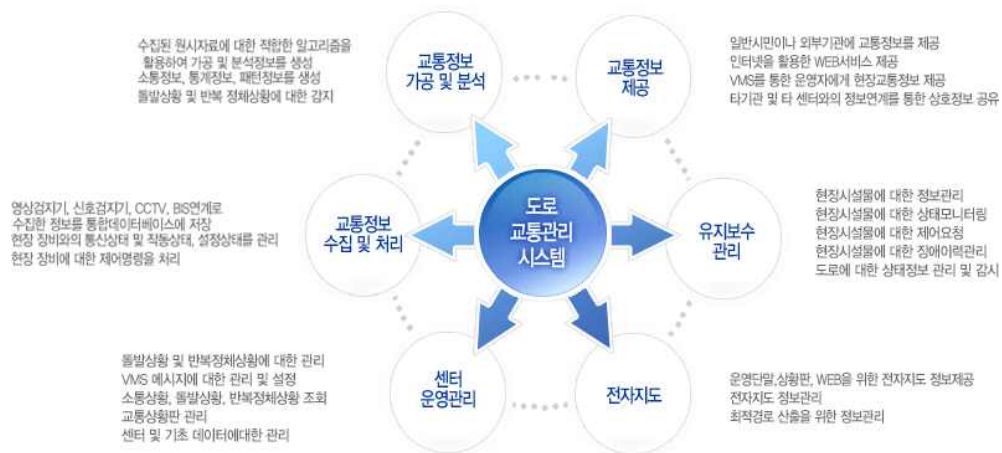 수집된 원시자료에 대한 적합한 알고리즘을
활용하여 가공 및 분석정보를 생성
소통정보, 통계정보, 패턴정보를 생성
돌발상황 및 반복 정체상황에 대한 감지
교통정보
가공 및 분석
교통정보
제공
일반시민이나 외부기관에 교통정보를 제공
인터넷을 활용한 WEB서비스 제공
VMS를 통한 운영자에게 현장교통정보 제공
타기관 및 타 센터와의 정보연계를 통한 상호정보 공유
영상검지기, 신호검지기, CCTV, BIS연계로
수집한 정보를 통합데이터베이스에 저장
현장 장비와의 통신상태 및 작동상태, 설정상태를 관리
현장 장비에 대한 제어명령을 처리
교통정보
수집 및 처리
도로
교통관리
시스템
유지보수
관리
현장시설물에 대한 정보관리
현장시설물에 대한 상태모니터링
현장시설물에 대한 제어요청
현장시설물에 대한 장애이력관리
도로에 대한 상태정보 관리 및 감시
돌발상황 및 반복정체상황에 대한 관리
VMS 메시지에 대한 관리 및 설정
소통상황, 돌발상황, 반복정체상황 조회
교통상황판 관리
센터 및 기초 데이터에대한 관리
센터
운영관리
전자지도
운영단말,상황판, WEB을 위한 전자지도 정보제공
전자지도 정보관리
최적경로 산출을 위한 정보관리